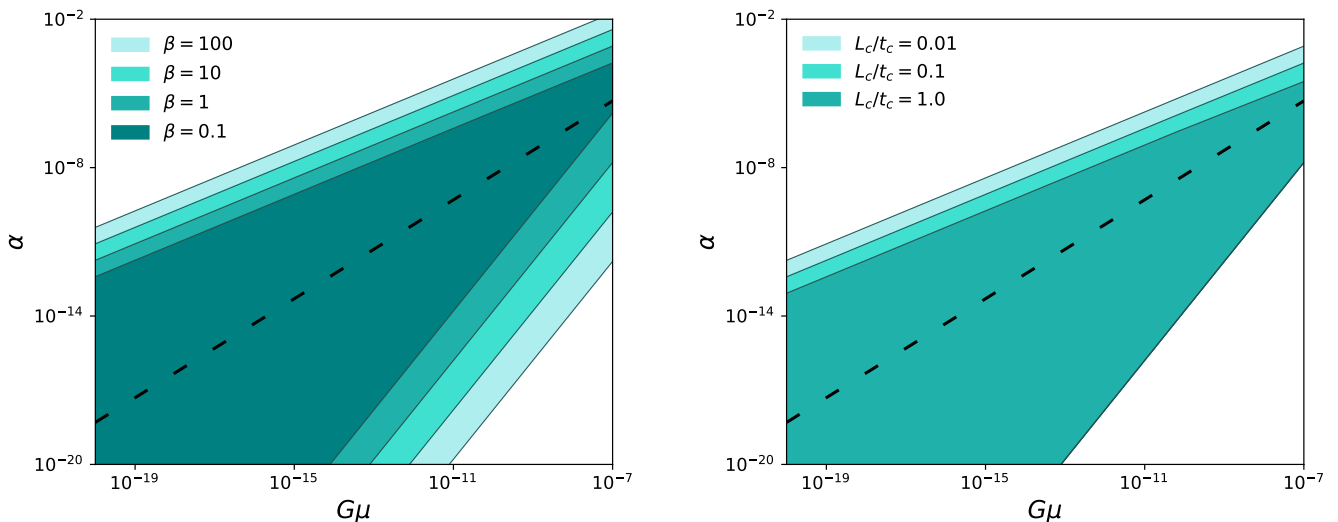 10⁻²
10⁻⁸
10⁻¹⁴
10⁻²⁰
α
β = 100
β = 10
β = 1
β = 0.1
10⁻¹⁹
10⁻¹⁵
10⁻¹¹
10⁻⁷
Gμ
10⁻²
10⁻⁸
10⁻¹⁴
10⁻²⁰
α
L_c/t_c = 0.01
L_c/t_c = 0.1
L_c/t_c = 1.0
10⁻¹⁹
10⁻¹⁵
10⁻¹¹
10⁻⁷
Gμ